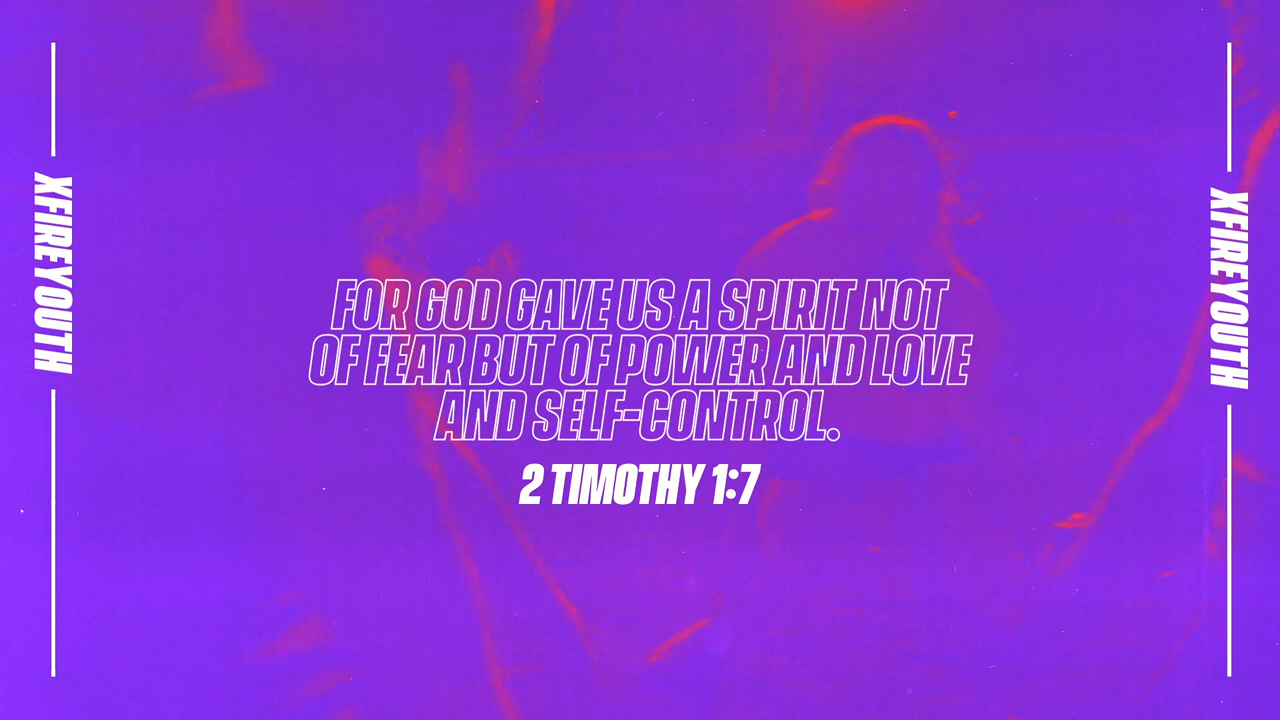 XFIREYOUTH
FOR GOD GAVE US A SPIRIT NOT
OF FEAR BUT OF POWER AND LOVE
AND SELF-CONTROL.
2 TIMOTHY 1:7
XFIREYOUTH